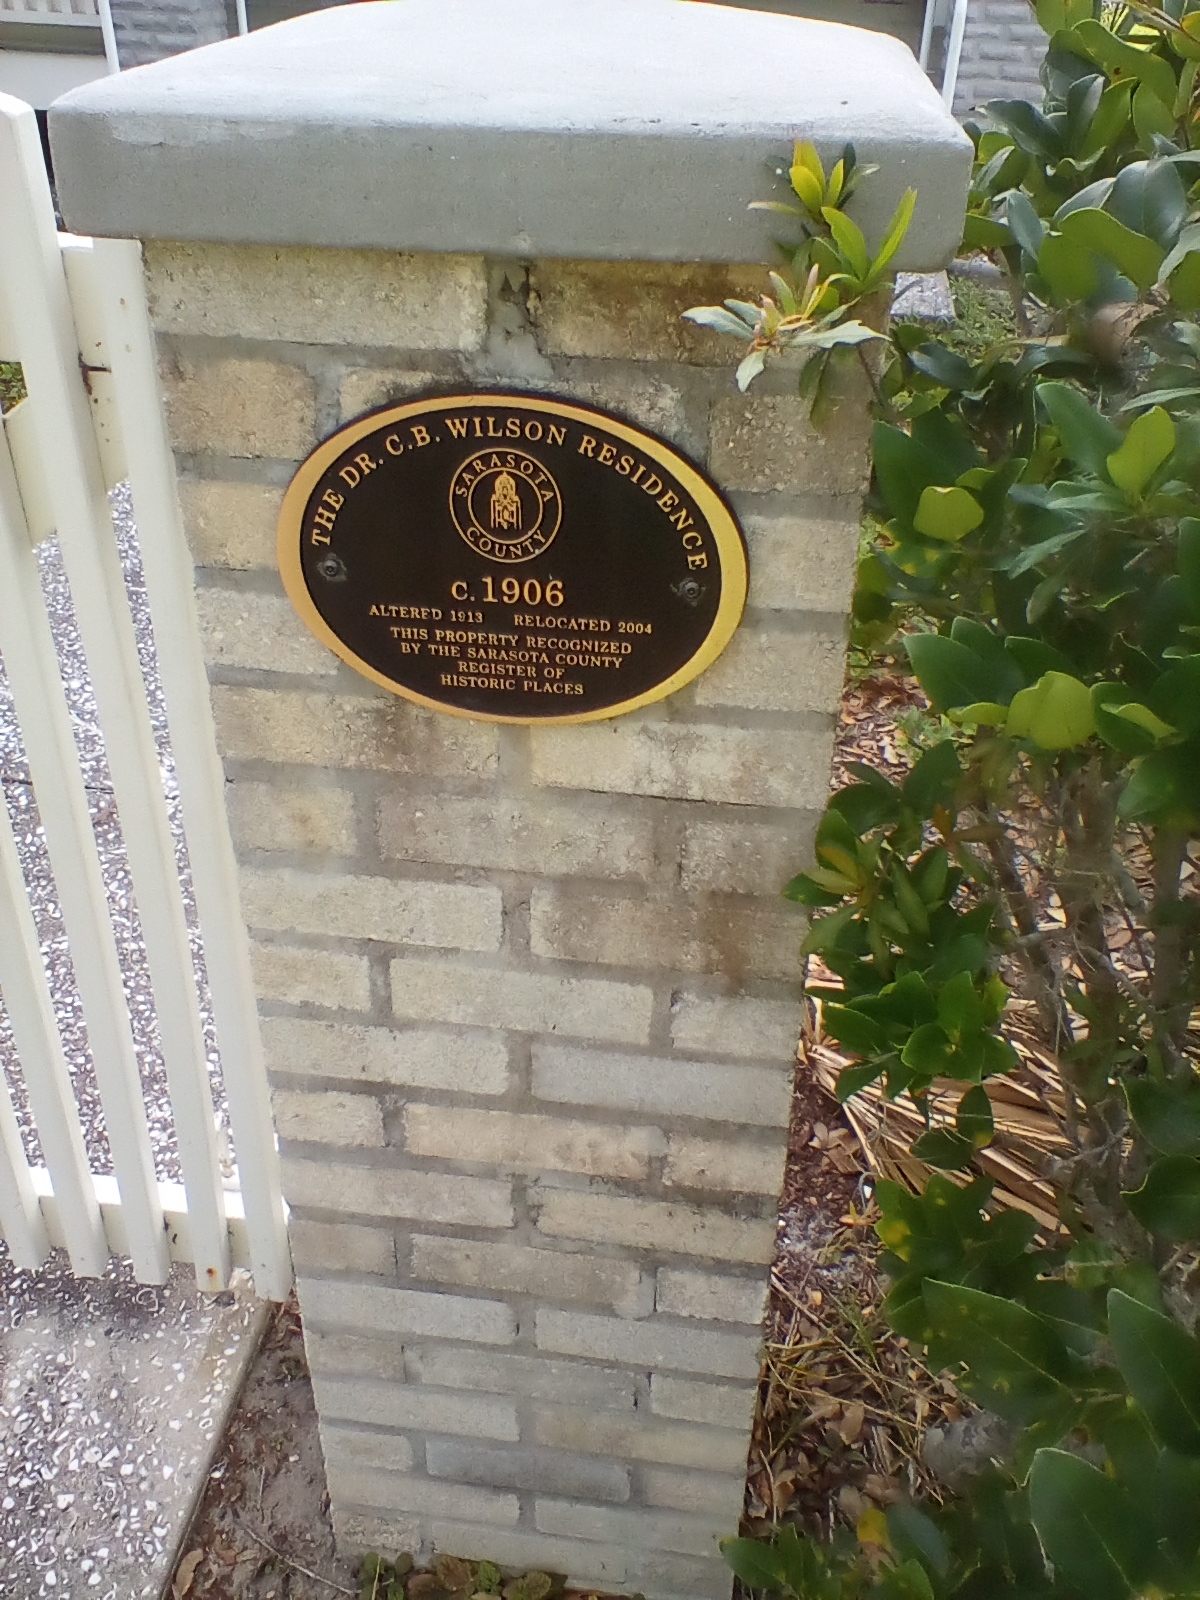 THE DR. C.B. WILSON RESIDENCE
SARASOTA
COUNTY
c. 1906
ALTERED 1913 RELOCATED 2004
THIS PROPERTY RECOGNIZED
BY THE SARASOTA COUNTY
REGISTER OF
HISTORIC PLACES